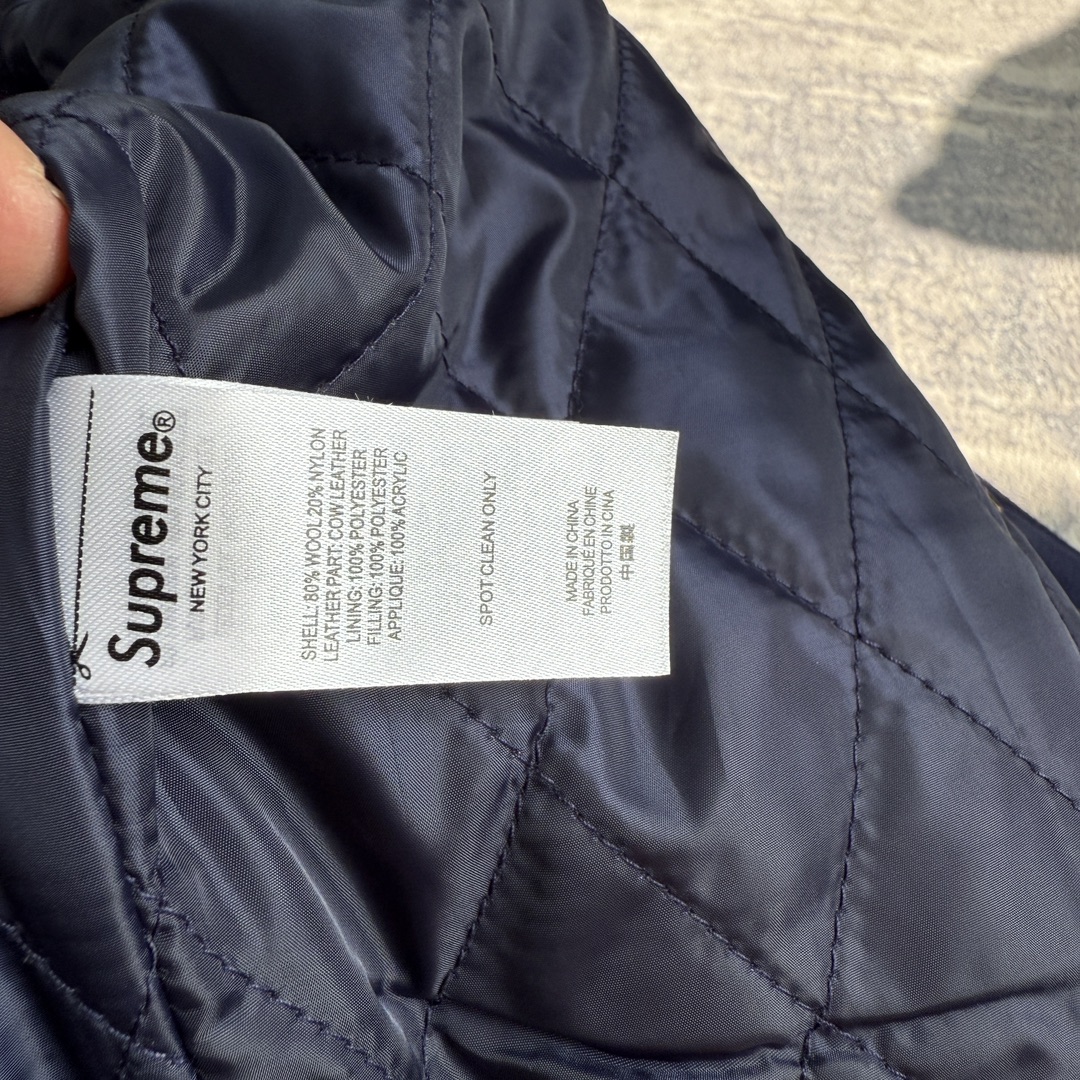 Supreme®
NEW YORK CITY
SHELL: 80% WOOL 20% NYLON
LEATHER PART: COW LEATHER
LINING: 100% POLYESTER
FILLING: 100% POLYESTER
APPLIQUE: 100% ACRYLIC
SPOT CLEAN ONLY
MADE IN CHINA
FABRIQUÉ EN CHINE
PRODOTTO IN CINA
中国製